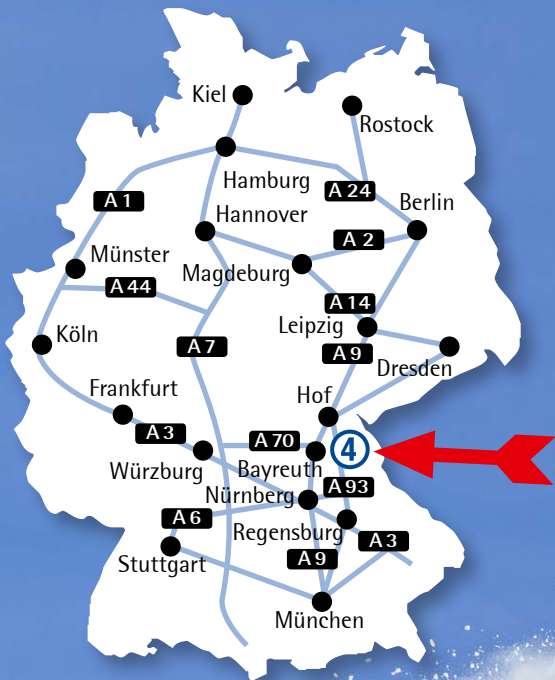 Kiel
Rostock
Hamburg
A 24
A 1
Hannover
Berlin
A 2
Münster
Magdeburg
A 44
A 14
Leipzig
Köln
A 7
A 9
Dresden
Frankfurt
Hof
A 3
A 70
4
Würzburg
Bayreuth
A 93
Nürnberg
A 6
Regensburg
A 3
Stuttgart
A 9
München